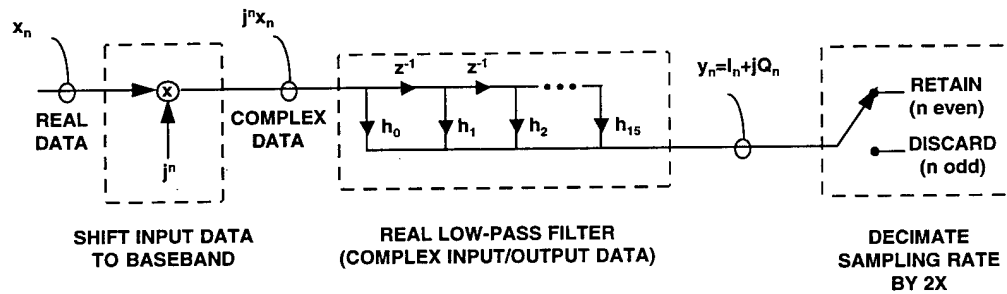 xₙ
jⁿxₙ
yₙ=Iₙ+jQₙ
z⁻¹ z⁻¹
X
REAL
DATA
jⁿ
COMPLEX
DATA
h₀ h₁ h₂ h₁₅
RETAIN
(n even)
DISCARD
(n odd)
SHIFT INPUT DATA
TO BASEBAND
REAL LOW-PASS FILTER
(COMPLEX INPUT/OUTPUT DATA)
DECIMATE
SAMPLING RATE
BY 2X